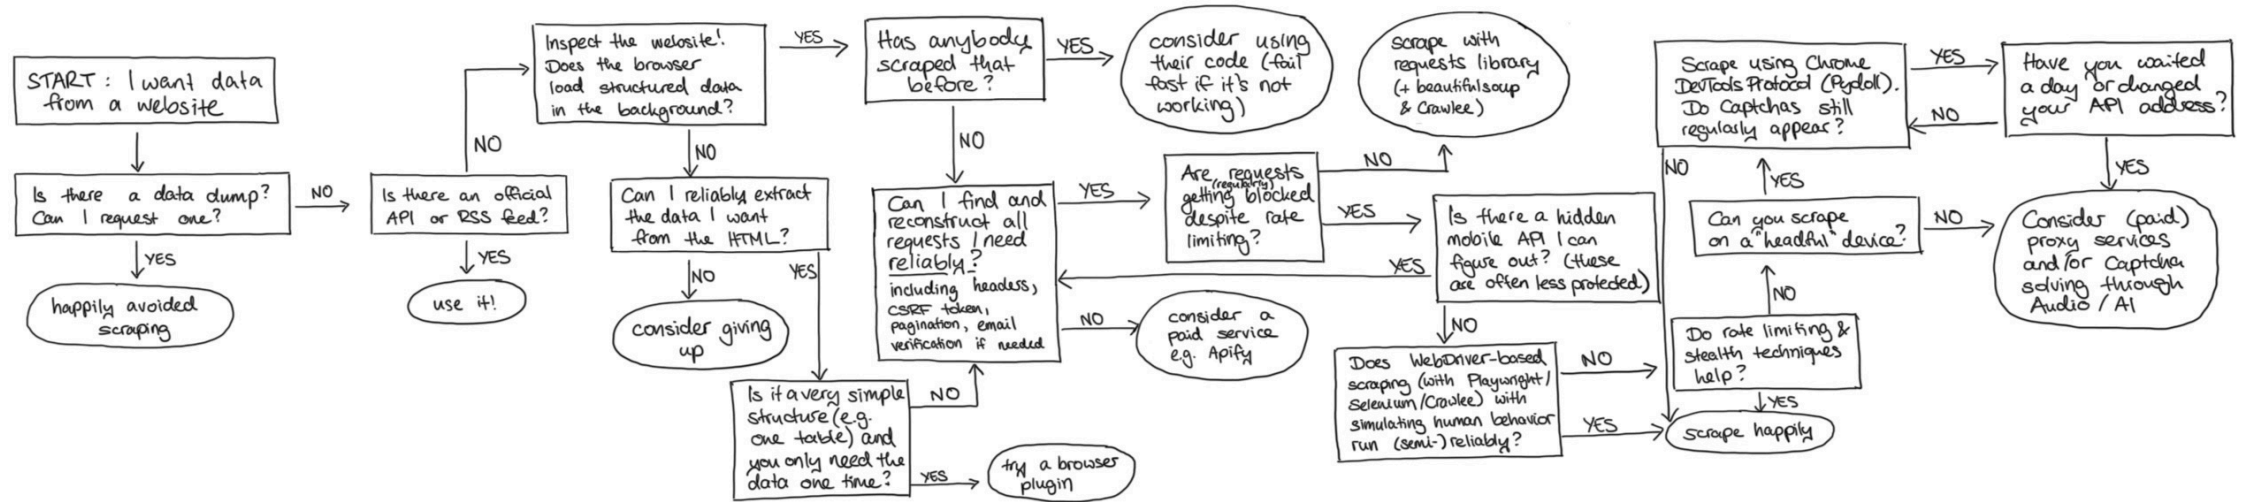 START: I want data
from a website
Is there a data dump?
Can I request one?
NO
YES
happily avoided
scraping
Is there an official
API or RSS feed?
NO
YES
use it!
Inspect the website!
Does the browser
load structured data
in the background?
YES
NO
Can I reliably extract
the data I want
from the HTML?
NO
YES
consider giving
up
Is it a very simple
structure (e.g.
one table) and
you only need the
data one time?
NO
YES
try a browser
plugin
Has anybody
scraped that
before?
YES
NO
consider using
their code (fail
fast if it's not
working)
Can I find and
reconstruct all
requests I need
reliably?
including headers,
CSRF token,
pagination, email
verification if needed
YES
NO
consider a
paid service
e.g. Apify
Are requests
(regularly)
getting blocked
despite rate
limiting?
NO
YES
scrape with
requests library
(+ beautifulsoup
& Crawlee)
Is there a hidden
mobile API I can
figure out? (these
are often less protected)
YES
NO
Does WebDriver-based
scraping (with Playwright/
Selenium/Crawlee) with
simulating human behavior
run (semi-)reliably?
NO
YES
scrape happily
Do rate limiting &
stealth techniques
help?
YES
NO
Can you scrape
on a "headful" device?
YES
NO
Scrape using Chrome
DevTools Protocol (Pydoll).
Do Captchas still
regularly appear?
NO
YES
Have you waited
a day or changed
your API address?
NO
YES
Consider (paid)
proxy services
and/or Captcha
solving through
Audio / AI